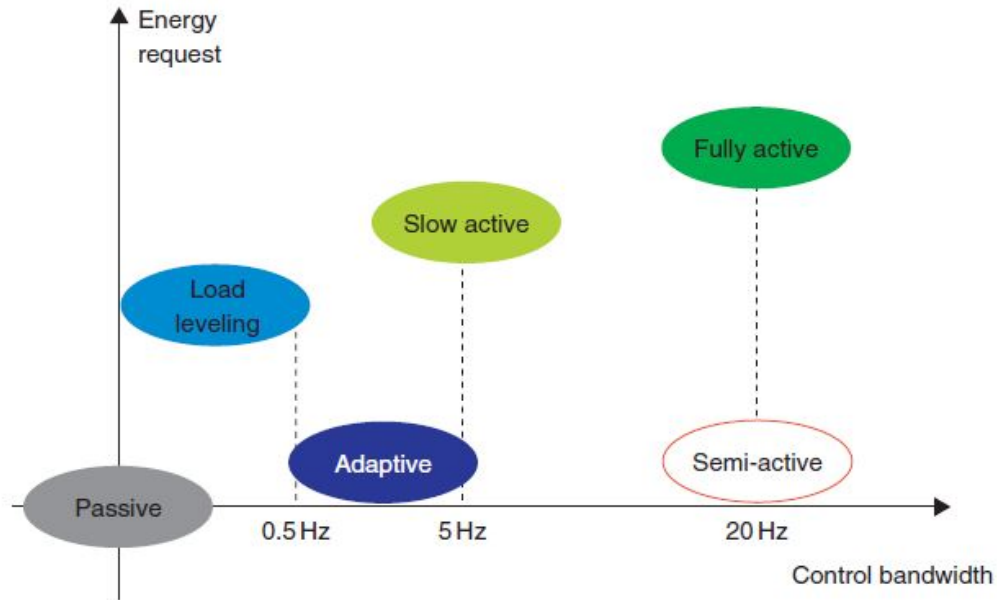 Energy
request
Fully active
Slow active
Load
leveling
Adaptive
Semi-active
Passive
0.5 Hz
5 Hz
20 Hz
Control bandwidth